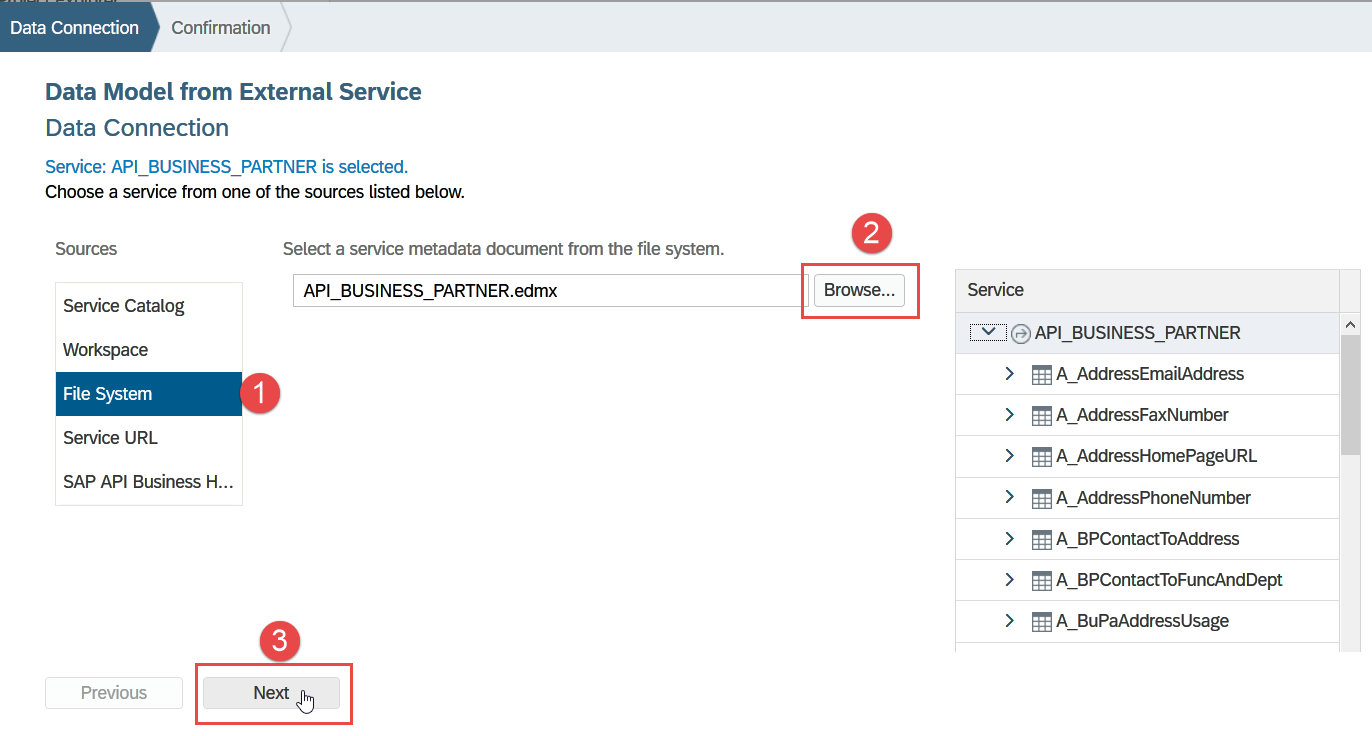 Data Connection
Confirmation
Data Model from External Service
Data Connection
Service: API_BUSINESS_PARTNER is selected.
Choose a service from one of the sources listed below.
Sources
Service Catalog
Workspace
File System
1
Service URL
SAP API Business H...
Select a service metadata document from the file system.
2
API_BUSINESS_PARTNER.edmx
Browse...
Service
API_BUSINESS_PARTNER
A_AddressEmailAddress
A_AddressFaxNumber
A_AddressHomePageURL
A_AddressPhoneNumber
A_BPContactToAddress
A_BPContactToFuncAndDept
A_BuPaAddressUsage
3
Previous
Next